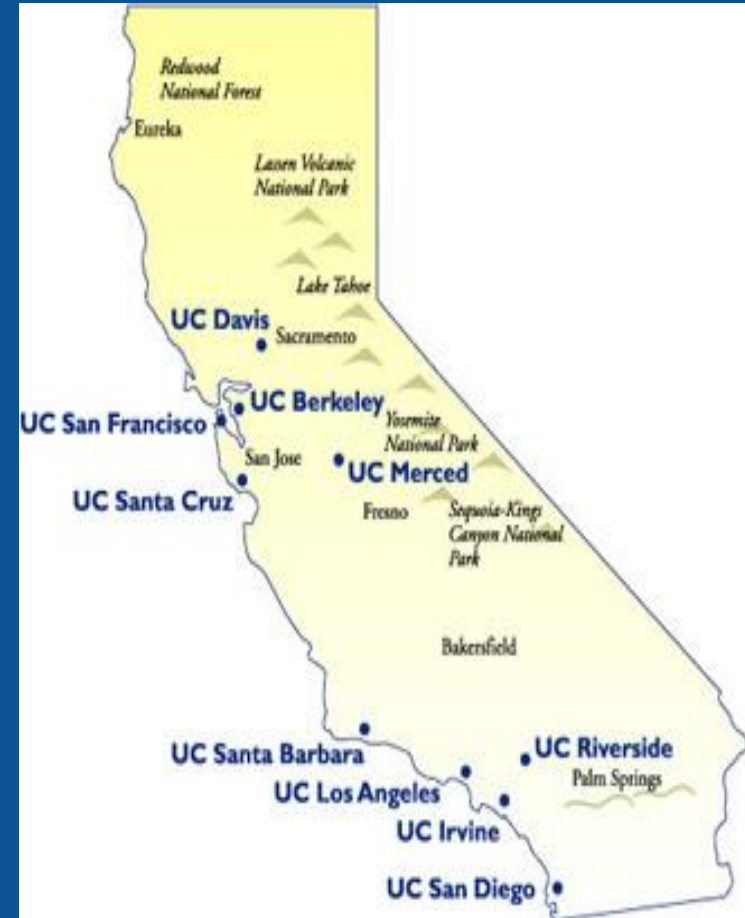 Redwood
National Forest
Eureka
Lassen Volcanic
National Park
Lake Tahoe
UC Davis
Sacramento
UC Berkeley
UC San Francisco
Yosemite
National Park
San Jose
UC Merced
UC Santa Cruz
Fresno
Sequoia-Kings
Canyon National
Park
Bakersfield
UC Santa Barbara
UC Riverside
Palm Springs
UC Los Angeles
UC Irvine
UC San Diego